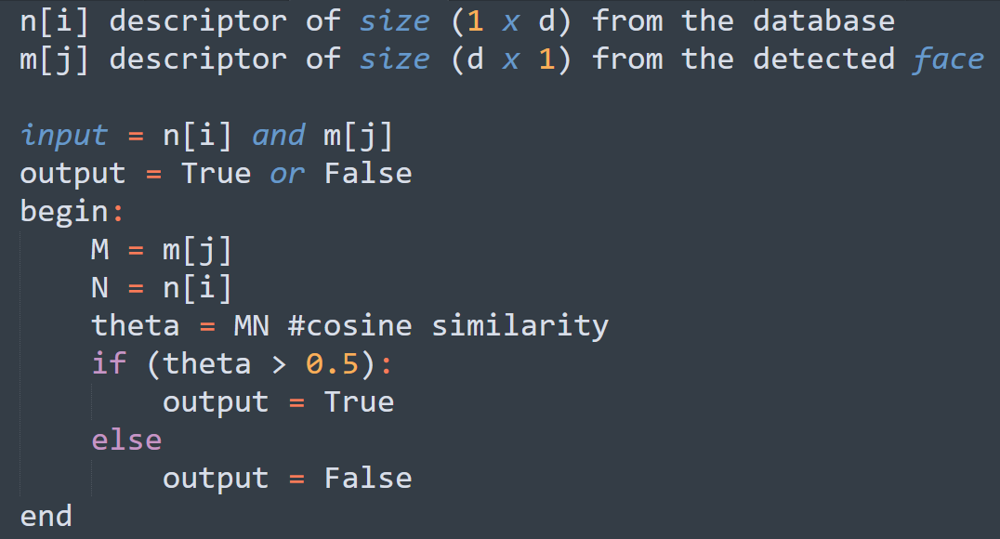 n[i] descriptor of size (1 x d) from the database
m[j] descriptor of size (d x 1) from the detected face
input = n[i] and m[j]
output = True or False
begin:
M = m[j]
N = n[i]
theta = MN #cosine similarity
if (theta > 0.5):
output = True
else
output = False
end